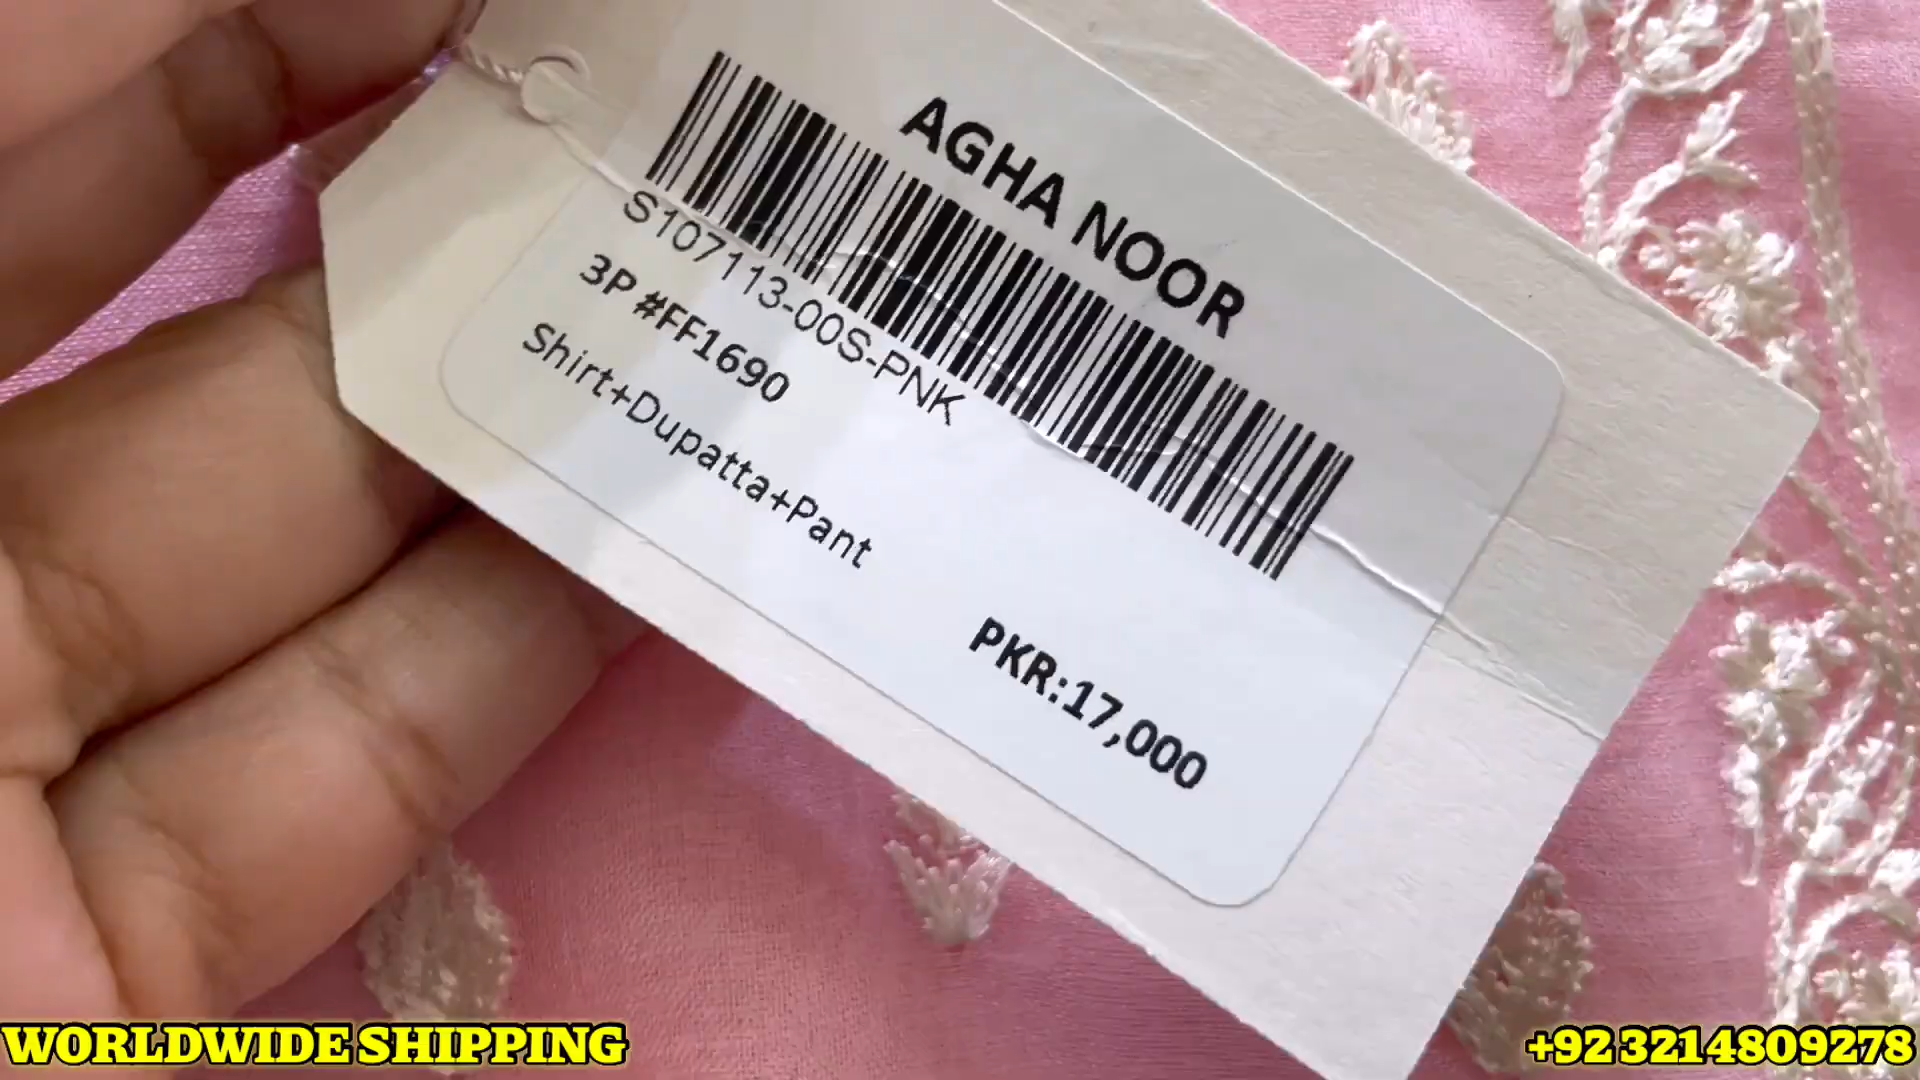 AGHA NOOR
S107113-00S-PNK
3P #FF1690
Shirt+Dupatta+Pant
PKR:17,000
WORLDWIDE SHIPPING
+92 3214809278